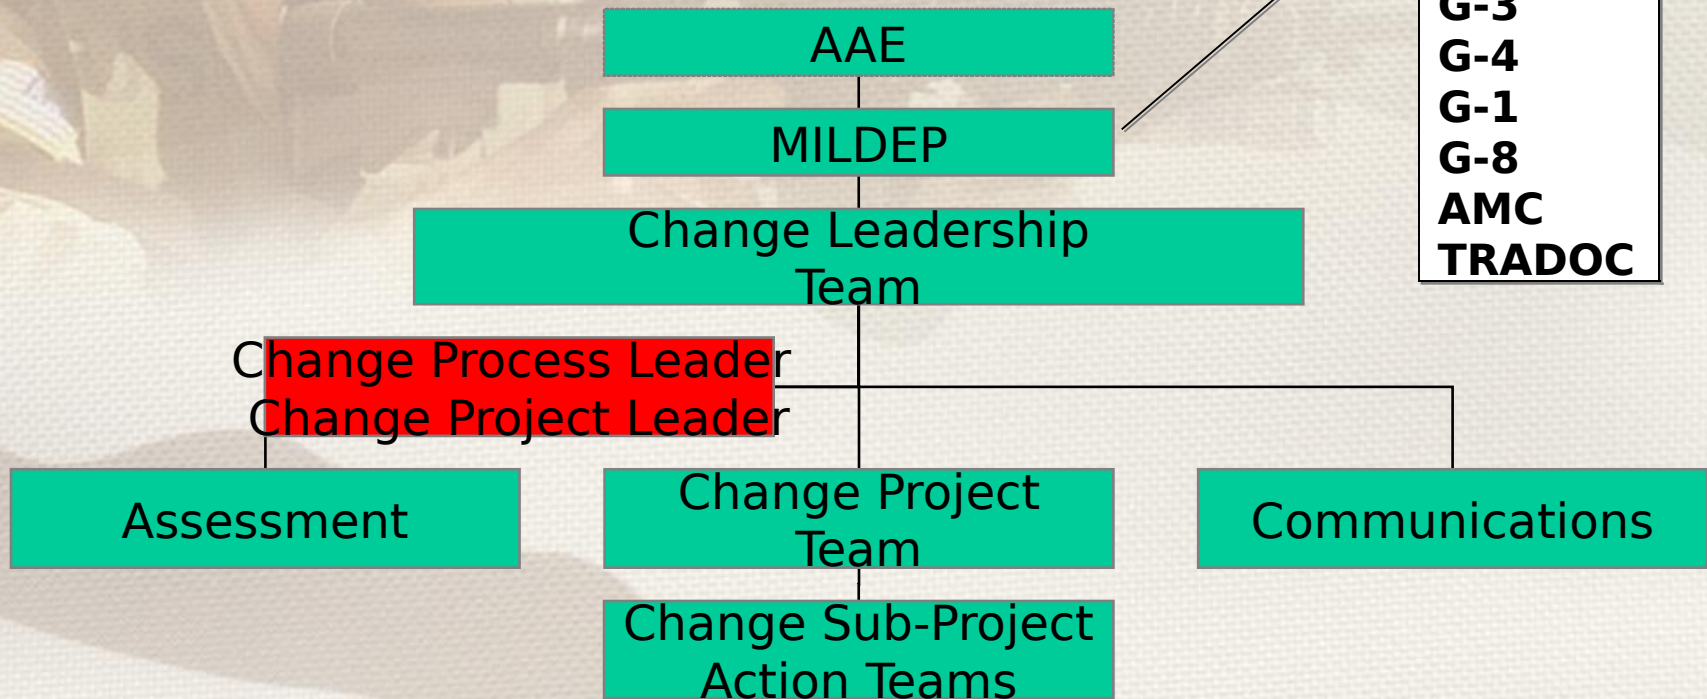 AAE
MILDEP
Change Leadership
Team
Change Process Leader
Change Project Leader
Assessment
Change Project
Team
Communications
Change Sub-Project
Action Teams
G-3
G-4
G-1
G-8
AMC
TRADOC